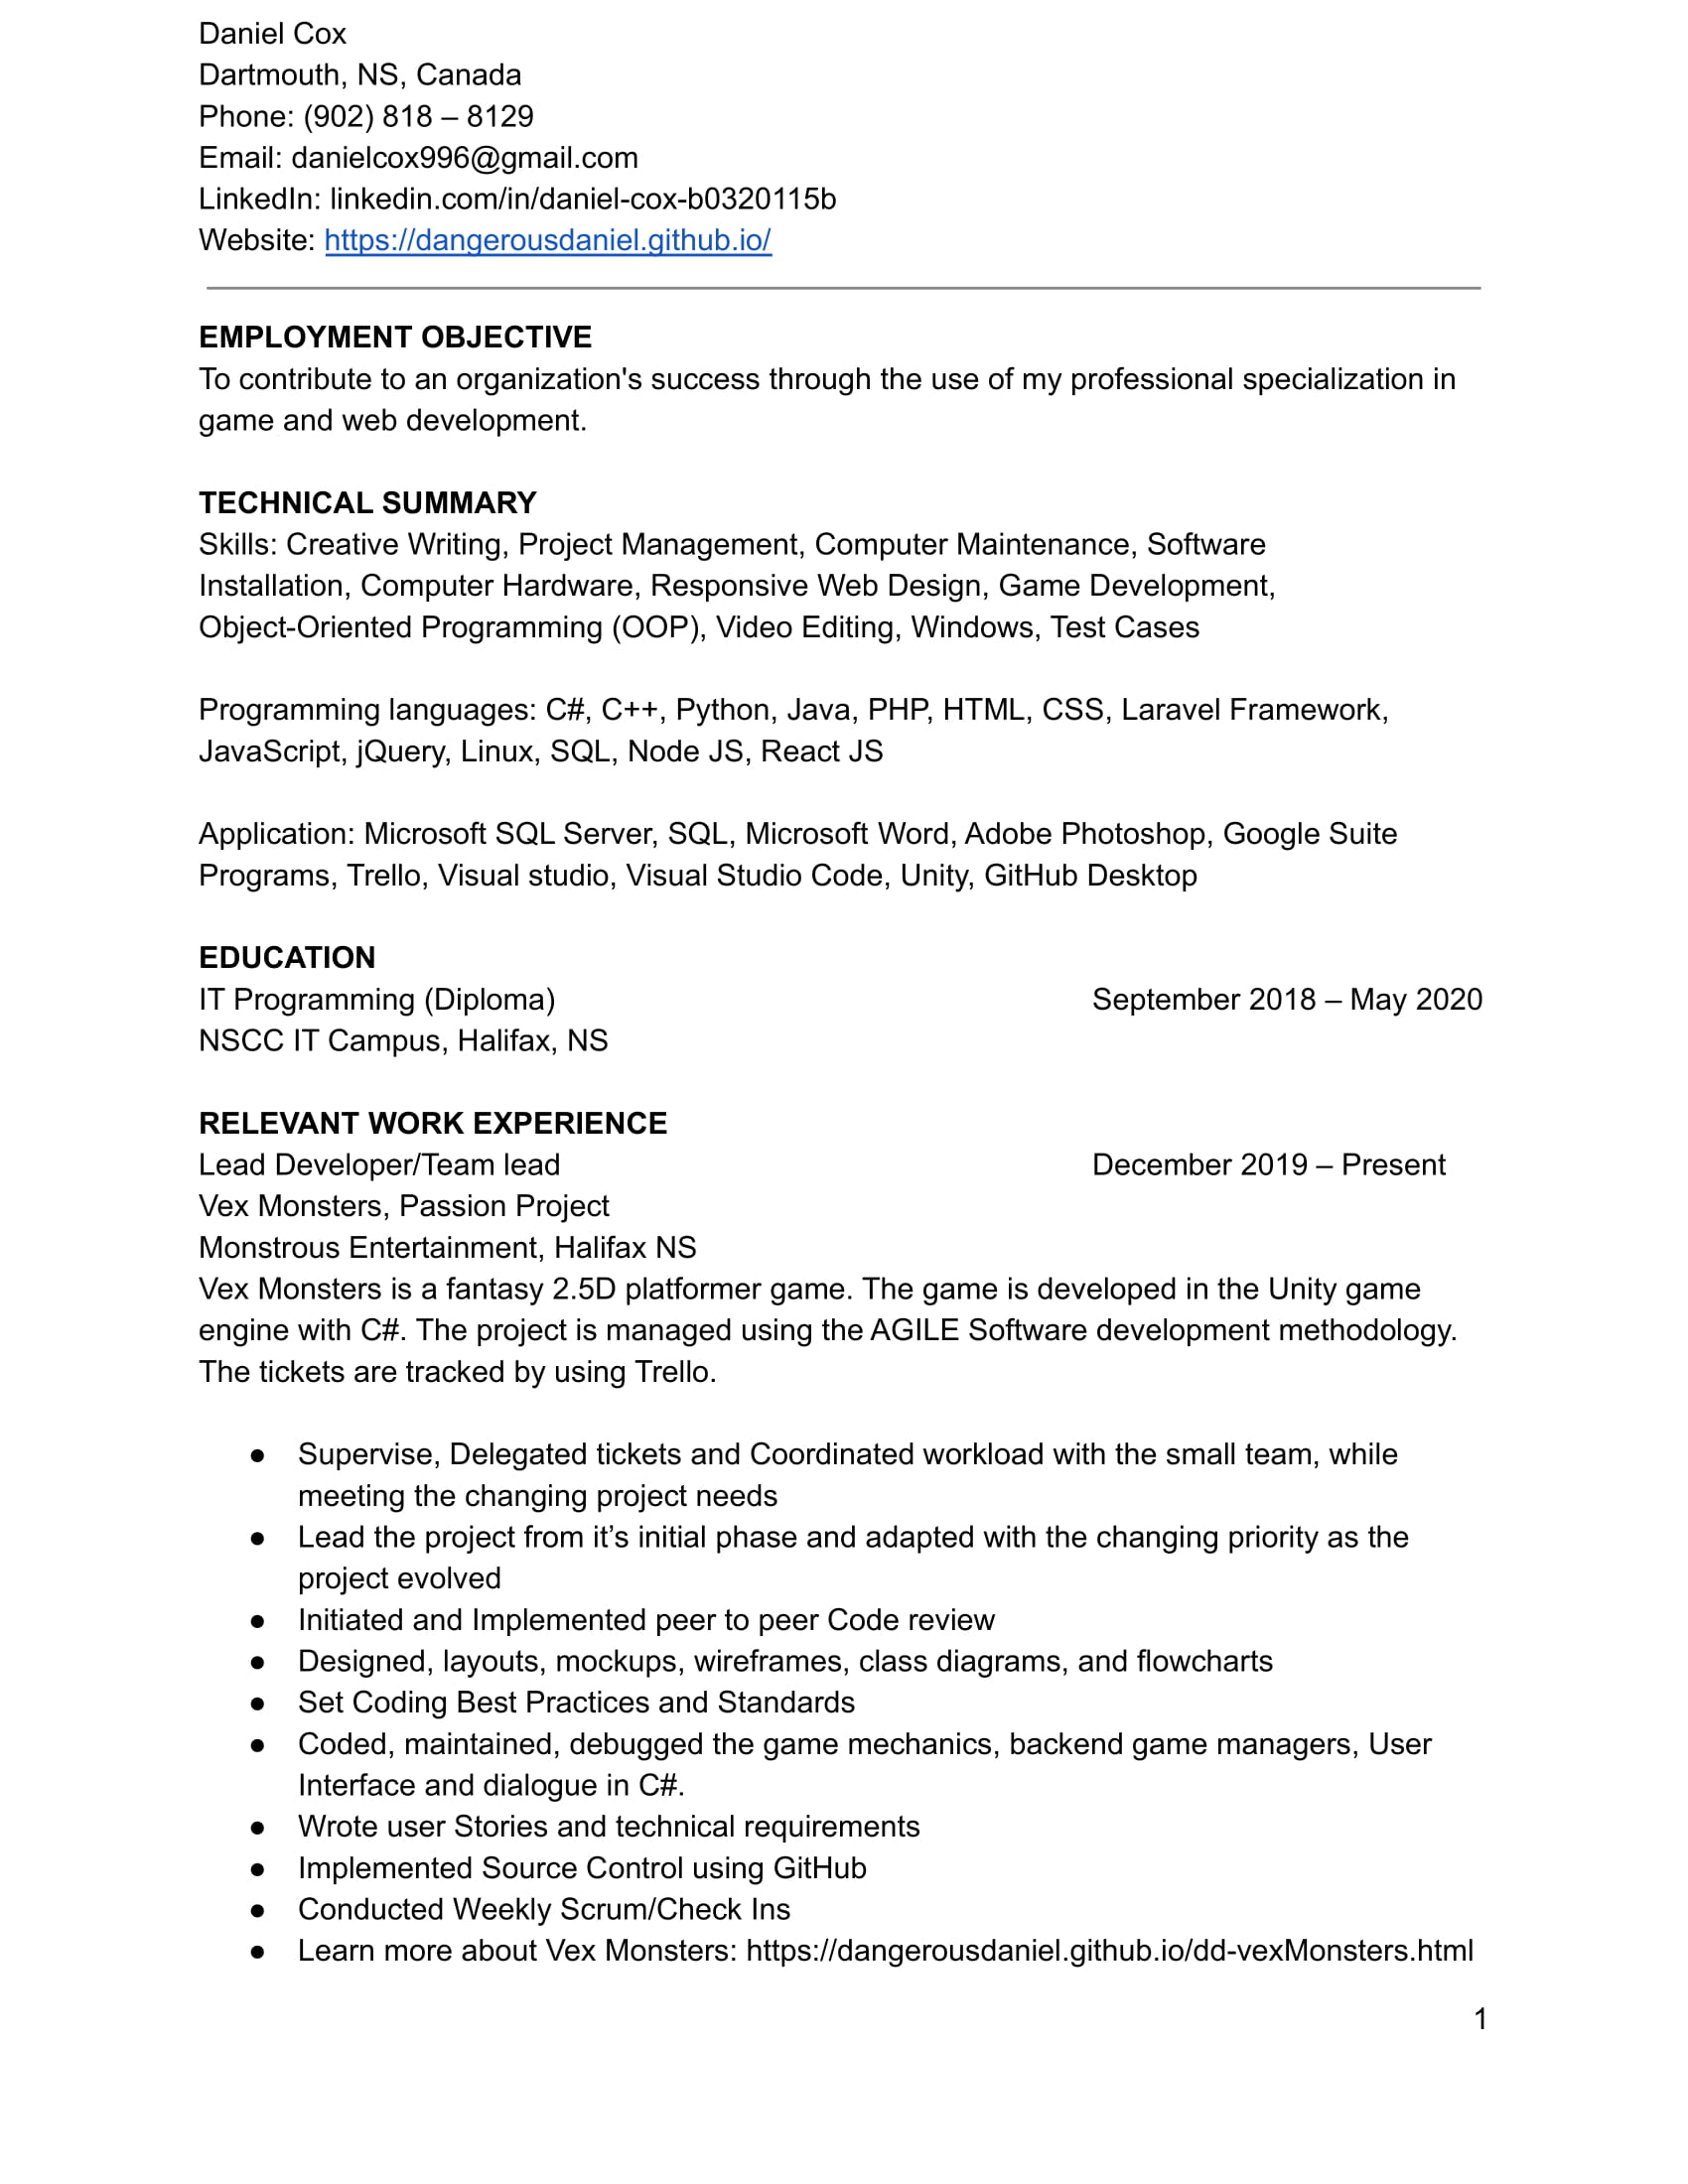 Daniel Cox
Dartmouth, NS, Canada
Phone: (902) 818 – 8129
Email: danielcox996@gmail.com
LinkedIn: linkedin.com/in/daniel-cox-b0320115b
Website: https://dangerousdaniel.github.io/
EMPLOYMENT OBJECTIVE
To contribute to an organization's success through the use of my professional specialization in
game and web development.
TECHNICAL SUMMARY
Skills: Creative Writing, Project Management, Computer Maintenance, Software
Installation, Computer Hardware, Responsive Web Design, Game Development,
Object-Oriented Programming (OOP), Video Editing, Windows, Test Cases
Programming languages: C#, C++, Python, Java, PHP, HTML, CSS, Laravel Framework,
JavaScript, jQuery, Linux, SQL, Node JS, React JS
Application: Microsoft SQL Server, SQL, Microsoft Word, Adobe Photoshop, Google Suite
Programs, Trello, Visual studio, Visual Studio Code, Unity, GitHub Desktop
EDUCATION
IT Programming (Diploma) September 2018 – May 2020
NSCC IT Campus, Halifax, NS
RELEVANT WORK EXPERIENCE
Lead Developer/Team lead December 2019 – Present
Vex Monsters, Passion Project
Monstrous Entertainment, Halifax NS
Vex Monsters is a fantasy 2.5D platformer game. The game is developed in the Unity game
engine with C#. The project is managed using the AGILE Software development methodology.
The tickets are tracked by using Trello.
● Supervise, Delegated tickets and Coordinated workload with the small team, while
meeting the changing project needs
● Lead the project from it’s initial phase and adapted with the changing priority as the
project evolved
● Initiated and Implemented peer to peer Code review
● Designed, layouts, mockups, wireframes, class diagrams, and flowcharts
● Set Coding Best Practices and Standards
● Coded, maintained, debugged the game mechanics, backend game managers, User
Interface and dialogue in C#.
● Wrote user Stories and technical requirements
● Implemented Source Control using GitHub
● Conducted Weekly Scrum/Check Ins
● Learn more about Vex Monsters: https://dangerousdaniel.github.io/dd-vexMonsters.html
1